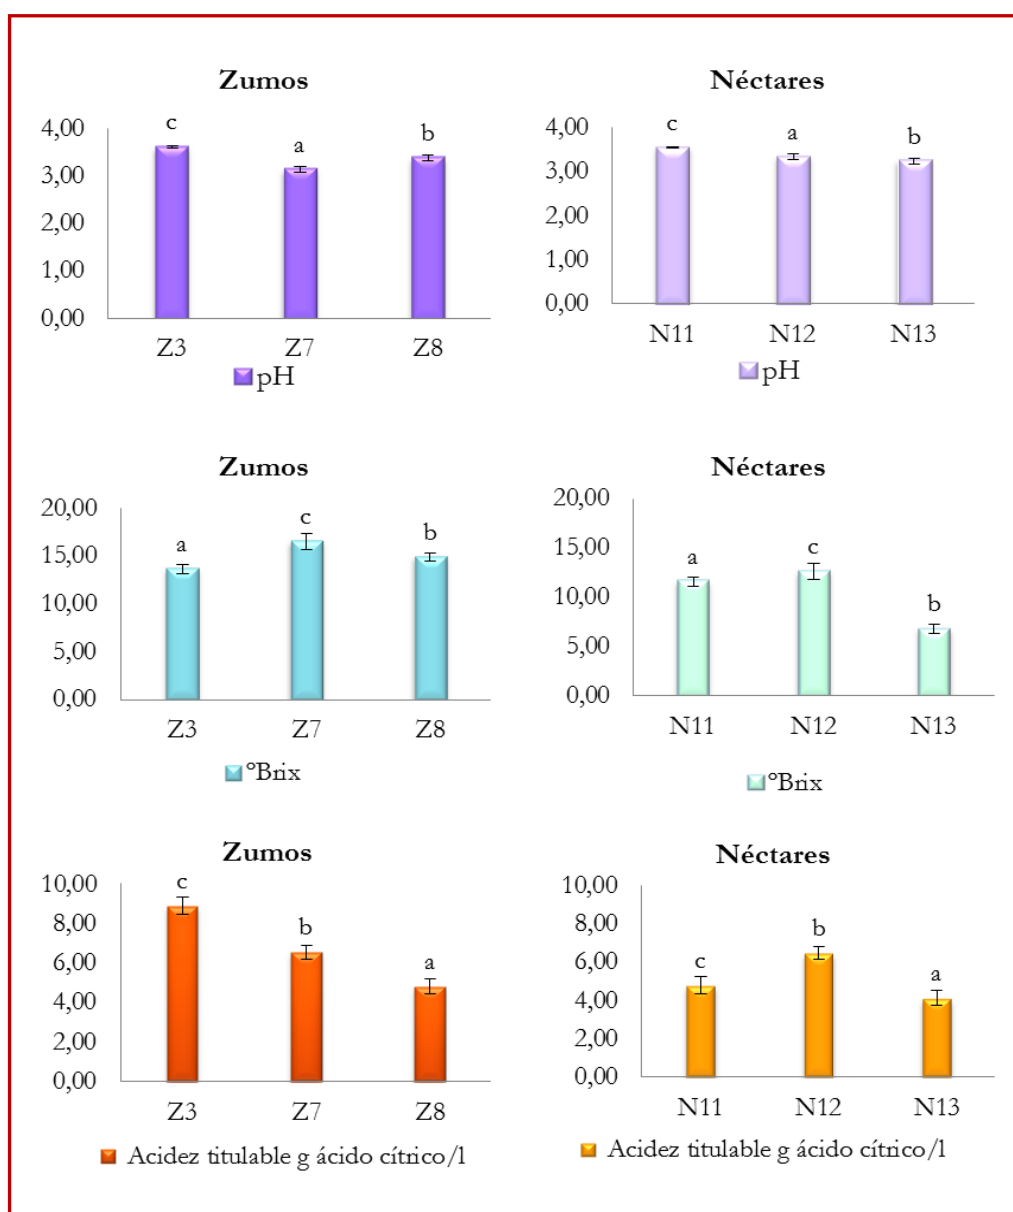 Zumos
4,00
3,00
2,00
1,00
0,00
c
a
b
Z3 Z7 Z8
pH
Néctares
4,00
3,00
2,00
1,00
0,00
c
a
b
N11 N12 N13
pH
Zumos
20,00
15,00
10,00
5,00
0,00
a
c
b
Z3 Z7 Z8
ºBrix
Néctares
20,00
15,00
10,00
5,00
0,00
a
c
b
N11 N12 N13
ºBrix
Zumos
10,00
8,00
6,00
4,00
2,00
0,00
c
b
a
Z3 Z7 Z8
Acidez titulable g ácido cítrico/l
Néctares
10,00
8,00
6,00
4,00
2,00
0,00
c
b
a
N11 N12 N13
Acidez titulable g ácido cítrico/l